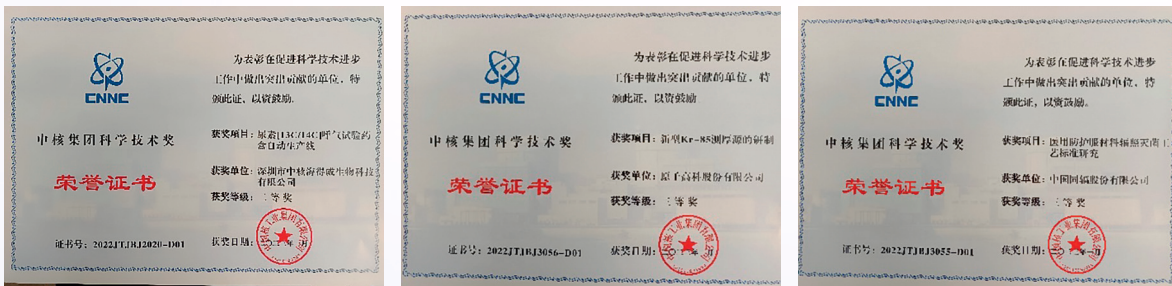 CNNC
中核集团科学技术奖
荣誉证书
证书号：2022JTJBJ2020-D01
为表彰在促进科学技术进步
工作中做出突出贡献的单位，特
颁此证，以资鼓励。
获奖项目：尿素[13C/14C]呼气试验药
盒自动生产线
获奖单位：深圳市中核海得威生物科技
有限公司
获奖等级：二等奖
获奖日期：
CNNC
中核集团科学技术奖
荣誉证书
证书号：2022JTJBJ3056-D01
为表彰在促进科学技术进步
工作中做出突出贡献的单位，特
颁此证，以资鼓励。
获奖项目：新型Kr-85测厚源的研制
获奖单位：原子高科股份有限公司
获奖等级：三等奖
获奖日期：
CNNC
中核集团科学技术奖
荣誉证书
证书号：2022JTJBJ3055-D01
为表彰在促进科学技术进步
工作中做出突出贡献的单位，特
颁此证，以资鼓励。
获奖项目：医用防护服材料辐照灭菌工
艺标准研究
获奖单位：中国同辐股份有限公司
获奖等级：三等奖
获奖日期：